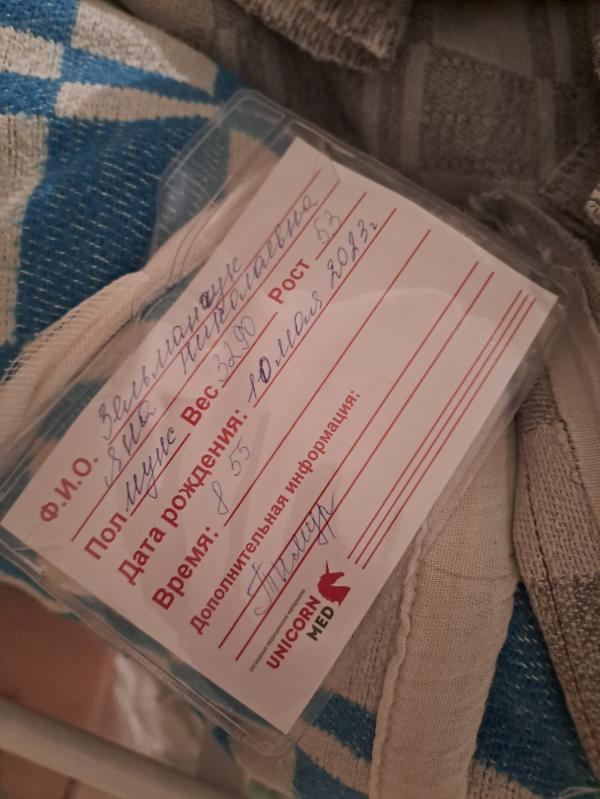 Ф.И.О. Зельманчук
Яна Николаевна
Пол муж Вес 3290 Рост 53
Дата рождения: 10 мая 2023г
Время: 8 55
Дополнительная информация:
Тимур
UNICORN
MED